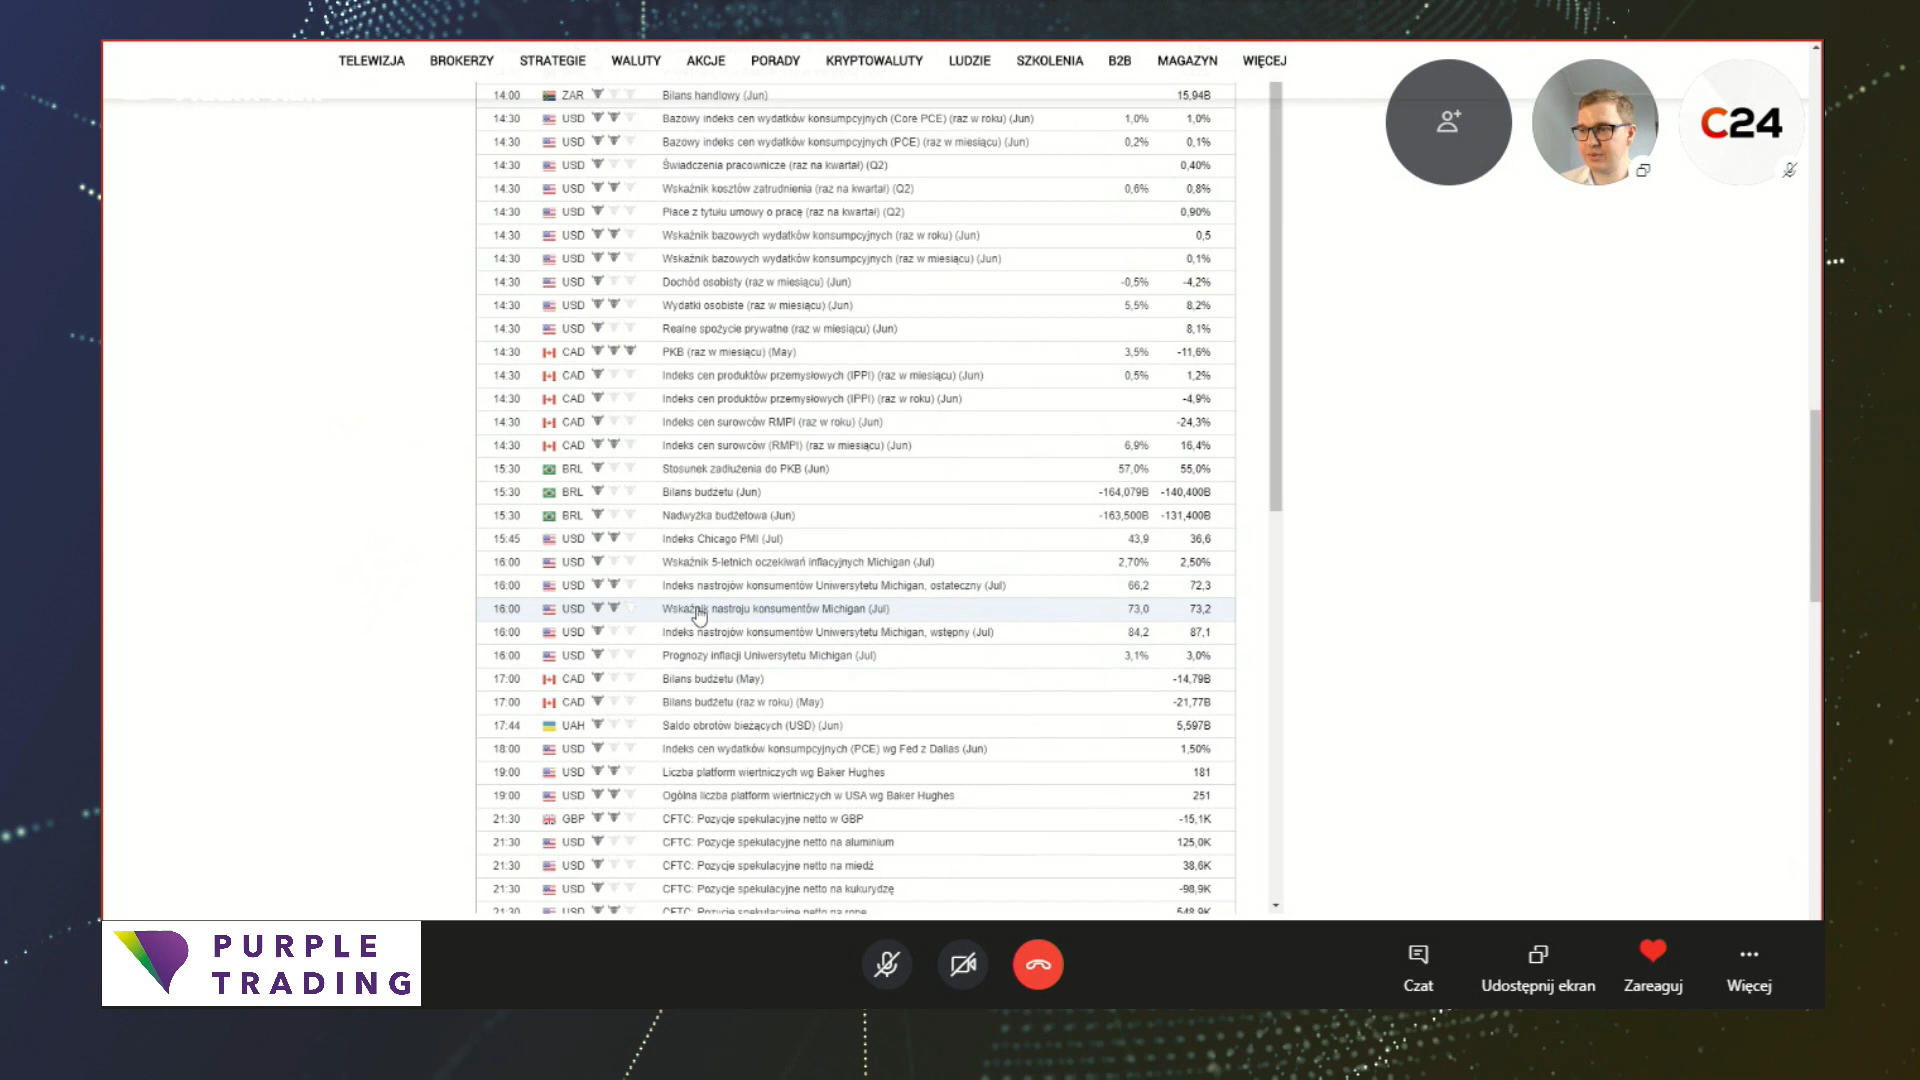 TELEWIZJA BROKERZY STRATEGIE WALUTY AKCJE PORADY KRYPTOWALUTY LUDZIE SZKOLENIA B2B MAGAZYN WIĘCEJ
14:00 ZAR Bilans handlowy (Jun) 15,94B
14:30 USD Bazowy indeks cen wydatków konsumpcyjnych (Core PCE) (raz w roku) (Jun) 1,0% 1,0%
14:30 USD Bazowy indeks cen wydatków konsumpcyjnych (PCE) (raz w miesiącu) (Jun) 0,2% 0,1%
14:30 USD Świadczenia pracownicze (raz na kwartał) (Q2) 0,40%
14:30 USD Wskaźnik kosztów zatrudnienia (raz na kwartał) (Q2) 0,6% 0,8%
14:30 USD Płace z tytułu umowy o pracę (raz na kwartał) (Q2) 0,90%
14:30 USD Wskaźnik bazowych wydatków konsumpcyjnych (raz w roku) (Jun) 0,5
14:30 USD Wskaźnik bazowych wydatków konsumpcyjnych (raz w miesiącu) (Jun) 0,1%
14:30 USD Dochód osobisty (raz w miesiącu) (Jun) -0,5% -4,2%
14:30 USD Wydatki osobiste (raz w miesiącu) (Jun) 5,5% 8,2%
14:30 USD Realne spożycie prywatne (raz w miesiącu) (Jun) 8,1%
14:30 CAD PKB (raz w miesiącu) (May) 3,5% -11,6%
14:30 CAD Indeks cen produktów przemysłowych (IPPI) (raz w miesiącu) (Jun) 0,5% 1,2%
14:30 CAD Indeks cen produktów przemysłowych (IPPI) (raz w roku) (Jun) -4,9%
14:30 CAD Indeks cen surowców RMPI (raz w roku) (Jun) -24,3%
14:30 CAD Indeks cen surowców (RMPI) (raz w miesiącu) (Jun) 6,9% 16,4%
15:30 BRL Stosunek zadłużenia do PKB (Jun) 57,0% 55,0%
15:30 BRL Bilans budżetu (Jun) -164,079B -140,400B
15:30 BRL Nadwyżka budżetowa (Jun) -163,500B -131,400B
15:45 USD Indeks Chicago PMI (Jul) 43,9 36,6
16:00 USD Wskaźnik 5-letnich oczekiwań inflacyjnych Michigan (Jul) 2,70% 2,50%
16:00 USD Indeks nastrojów konsumentów Uniwersytetu Michigan, ostateczny (Jul) 66,2 72,3
16:00 USD Wskaźnik nastroju konsumentów Michigan (Jul) 73,0 73,2
16:00 USD Indeks nastrojów konsumentów Uniwersytetu Michigan, wstępny (Jul) 84,2 87,1
16:00 USD Prognozy inflacji Uniwersytetu Michigan (Jul) 3,1% 3,0%
17:00 CAD Bilans budżetu (May) -14,79B
17:00 CAD Bilans budżetu (raz w roku) (May) -21,77B
17:44 UAH Saldo obrotów bieżących (USD) (Jun) 5,597B
18:00 USD Indeks cen wydatków konsumpcyjnych (PCE) wg Fed z Dallas (Jun) 1,50%
19:00 USD Liczba platform wiertniczych wg Baker Hughes 181
19:00 USD Ogólna liczba platform wiertniczych w USA wg Baker Hughes 251
21:30 GBP CFTC: Pozycje spekulacyjne netto w GBP -15,1K
21:30 USD CFTC: Pozycje spekulacyjne netto na aluminium 125,0K
21:30 USD CFTC: Pozycje spekulacyjne netto na miedź 38,6K
21:30 USD CFTC: Pozycje spekulacyjne netto na kukurydzę -98,9K
21:30 USD CFTC: Pozycje spekulacyjne netto na ropę 548,9K
C24
PURPLE
TRADING
Czat Udostępnij ekran Zareaguj Więcej